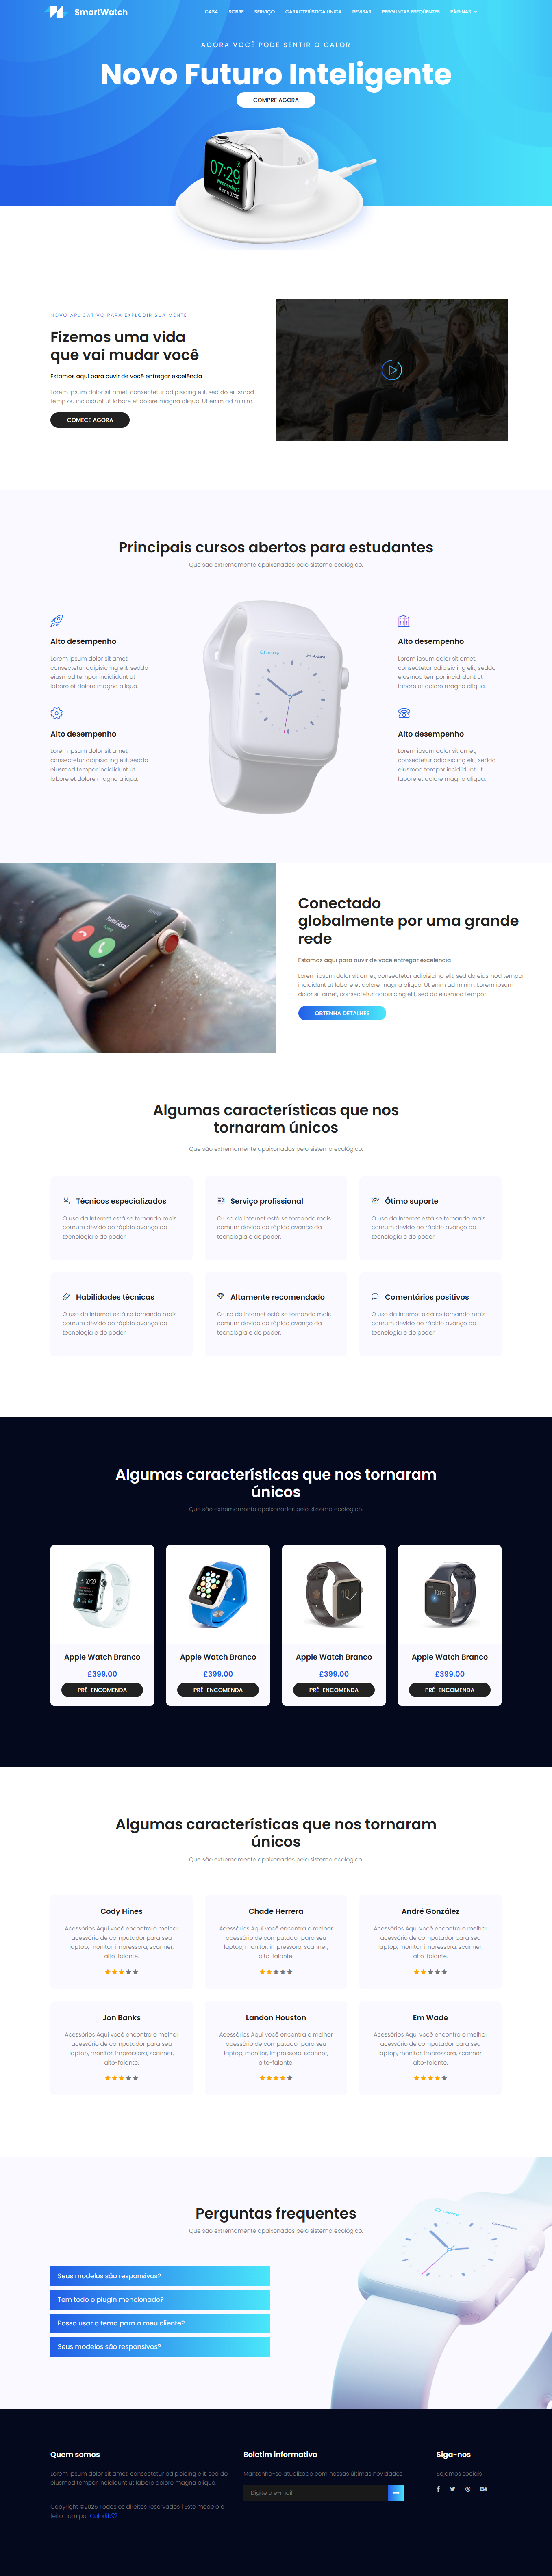 SmartWatch
CASA SOBRE SERVIÇO CARACTERÍSTICA ÚNICA REVISAR PERGUNTAS FREQÜENTES PÁGINAS
AGORA VOCÊ PODE SENTIR O CALOR
Novo Futuro Inteligente
COMPRE AGORA
07:29
NOVO APLICATIVO PARA EXPLODIR SUA MENTE
Fizemos uma vida
que vai mudar você
Estamos aqui para ouvir de você entregar excelência
Lorem ipsum dolor sit amet, consectetur adipisicing elit, sed do eiusmod
temp ou incididunt ut labore et dolore magna aliqua. Ut enim ad minim.
COMECE AGORA
Principais cursos abertos para estudantes
Que são extremamente apaixonados pelo sistema ecológico.
Alto desempenho
Lorem ipsum dolor sit amet,
consectetur adipisic ing elit, seddo
eiusmod tempor incid.idunt ut
labore et dolore magna aliqua.
Alto desempenho
Lorem ipsum dolor sit amet,
consectetur adipisic ing elit, seddo
eiusmod tempor incid.idunt ut
labore et dolore magna aliqua.
Alto desempenho
Lorem ipsum dolor sit amet,
consectetur adipisic ing elit, seddo
eiusmod tempor incid.idunt ut
labore et dolore magna aliqua.
Alto desempenho
Lorem ipsum dolor sit amet,
consectetur adipisic ing elit, seddo
eiusmod tempor incid.idunt ut
labore et dolore magna aliqua.
Conectado
globalmente por uma grande
rede
Estamos aqui para ouvir de você entregar excelência
Lorem ipsum dolor sit amet, consectetur adipisicing elit, sed do eiusmod tempor
incididunt ut labore et dolore magna aliqua. Ut enim ad minim. Lorem ipsum
dolor sit amet, consectetur adipisicing elit, sed do eiusmod tempor.
OBTENHA DETALHES
Algumas características que nos
tornaram únicos
Que são extremamente apaixonados pelo sistema ecológico.
Técnicos especializados
O uso da Internet está se tornando mais
comum devido ao rápido avanço da
tecnologia e do poder.
Serviço profissional
O uso da Internet está se tornando mais
comum devido ao rápido avanço da
tecnologia e do poder.
Ótimo suporte
O uso da Internet está se tornando mais
comum devido ao rápido avanço da
tecnologia e do poder.
Habilidades técnicas
O uso da Internet está se tornando mais
comum devido ao rápido avanço da
tecnologia e do poder.
Altamente recomendado
O uso da Internet está se tornando mais
comum devido ao rápido avanço da
tecnologia e do poder.
Comentários positivos
O uso da Internet está se tornando mais
comum devido ao rápido avanço da
tecnologia e do poder.
Algumas características que nos tornaram
únicos
Que são extremamente apaixonados pelo sistema ecológico.
Apple Watch Branco
£399.00
PRÉ-ENCOMENDA
Apple Watch Branco
£399.00
PRÉ-ENCOMENDA
Apple Watch Branco
£399.00
PRÉ-ENCOMENDA
Apple Watch Branco
£399.00
PRÉ-ENCOMENDA
Algumas características que nos tornaram
únicos
Que são extremamente apaixonados pelo sistema ecológico.
Cody Hines
Acessórios Aqui você encontra o melhor
acessório de computador para seu
laptop, monitor, impressora, scanner,
alto-falante.
Chade Herrera
Acessórios Aqui você encontra o melhor
acessório de computador para seu
laptop, monitor, impressora, scanner,
alto-falante.
André González
Acessórios Aqui você encontra o melhor
acessório de computador para seu
laptop, monitor, impressora, scanner,
alto-falante.
Jon Banks
Acessórios Aqui você encontra o melhor
acessório de computador para seu
laptop, monitor, impressora, scanner,
alto-falante.
Landon Houston
Acessórios Aqui você encontra o melhor
acessório de computador para seu
laptop, monitor, impressora, scanner,
alto-falante.
Em Wade
Acessórios Aqui você encontra o melhor
acessório de computador para seu
laptop, monitor, impressora, scanner,
alto-falante.
Perguntas frequentes
Que são extremamente apaixonados pelo sistema ecológico.
Seus modelos são responsivos?
Tem todo o plugin mencionado?
Posso usar o tema para o meu cliente?
Seus modelos são responsivos?
Quem somos
Lorem ipsum dolor sit amet, consectetur adipisicing elit, sed do
eiusmod tempor incididunt ut labore dolore magna aliqua.
Copyright ©2025 Todos os direitos reservados | Este modelo é
feito com por Colorlib
Boletim informativo
Mantenha-se atualizado com nossas últimas novidades
Digite o e-mail
Siga-nos
Sejamos sociais